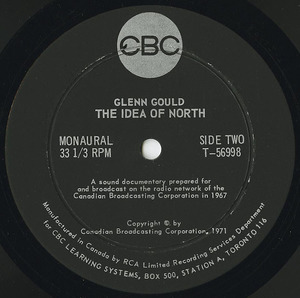 CBC
GLENN GOULD
THE IDEA OF NORTH
MONAURAL
33 1/3 RPM
SIDE TWO
T-56998
A sound documentary prepared for
and broadcast on the radio network of the
Canadian Broadcasting Corporation in 1967
Copyright © by
Canadian Broadcasting Corporation, 1971
Manufactured in Canada by RCA Limited Recording Services Department
for CBC LEARNING SYSTEMS, BOX 500, STATION A, TORONTO 116